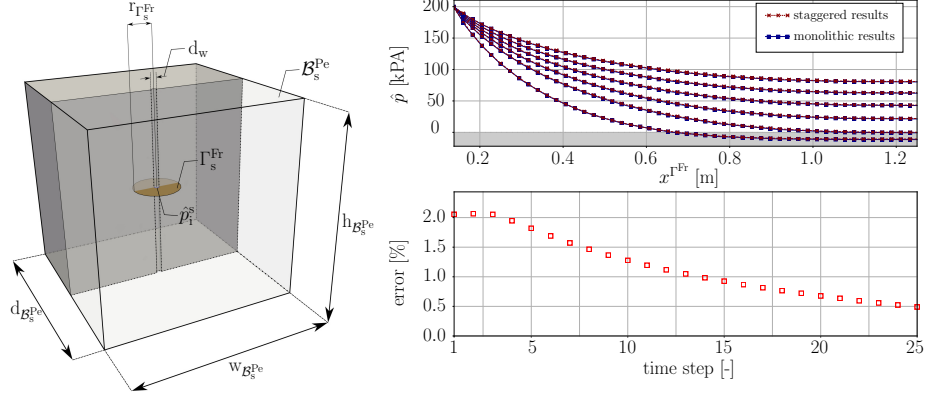 r_{Γ_s^{Fr}}
d_w
𝓑_s^{Pe}
Γ_s^{Fr}
p̂_i^s
h_{𝓑_s^{Pe}}
d_{𝓑_s^{Pe}}
w_{𝓑_s^{Pe}}
200
150
100
50
0
p̂ [kPA]
staggered results
monolithic results
0.2 0.4 0.6 0.8 1.0 1.2
x^{Γ^{Fr}} [m]
2.0
1.5
1.0
0.5
0.0
error [%]
1 5 10 15 20 25
time step [-]